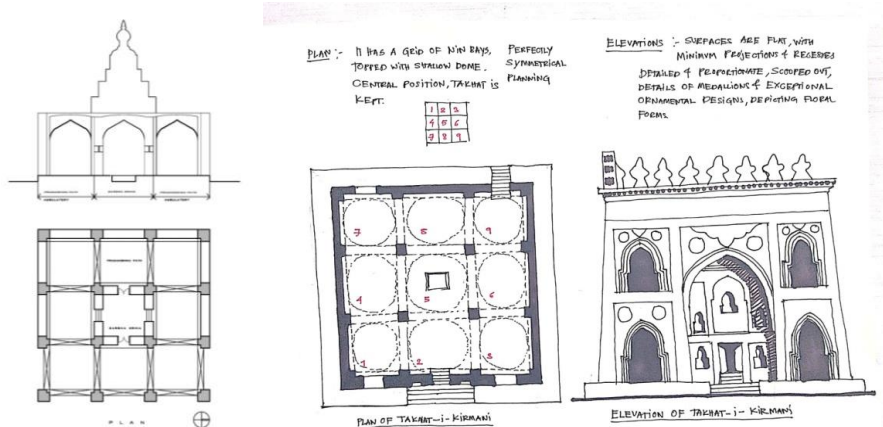 PLAN :- IT HAS A GRID OF NIN BAYS,
TOPPED WITH SHALLOW DOME.
CENTRAL POSITION, TAKHAT IS
KEPT.
PERFECTLY
SYMMETRICAL
PLANNING
1 2 3
4 5 6
7 8 9
ELEVATIONS :- SURFACES ARE FLAT, WITH
MINIMUM PROJECTIONS & RECESSES
DETAILED & PROPORTIONATE, SCOOPED OUT,
DETAILS OF MEDALIONS & EXCEPTIONAL
ORNAMENTAL DESIGNS, DEPICTING FLORAL
FORMS.
7 8 9
4 5 6
1 2 3
PLAN OF TAKHAT-i-KIRMANI
ELEVATION OF TAKHAT-i-KIRMANI
PLAN